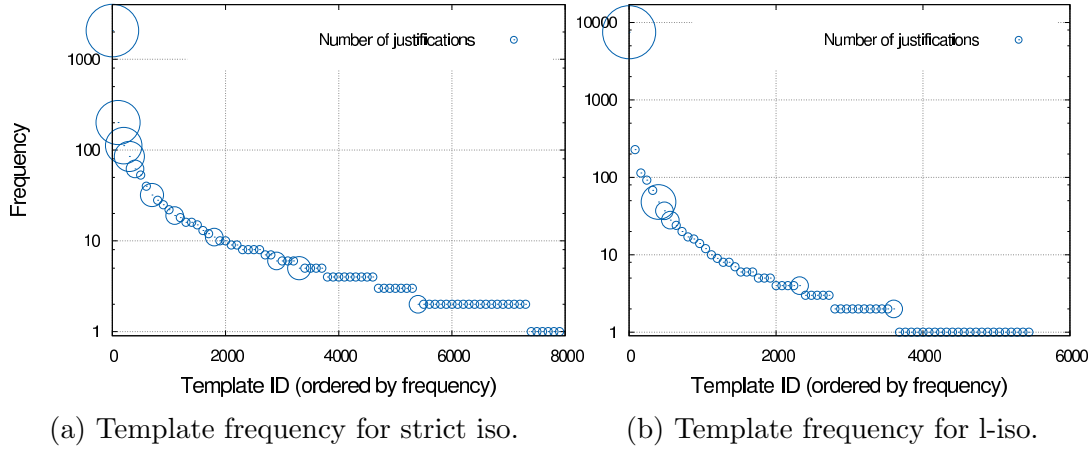 Number of justifications
1000
100
10
1
Frequency
0 2000 4000 6000 8000
Template ID (ordered by frequency)
(a) Template frequency for strict iso.
Number of justifications
10000
1000
100
10
1
0 2000 4000 6000
Template ID (ordered by frequency)
(b) Template frequency for l-iso.